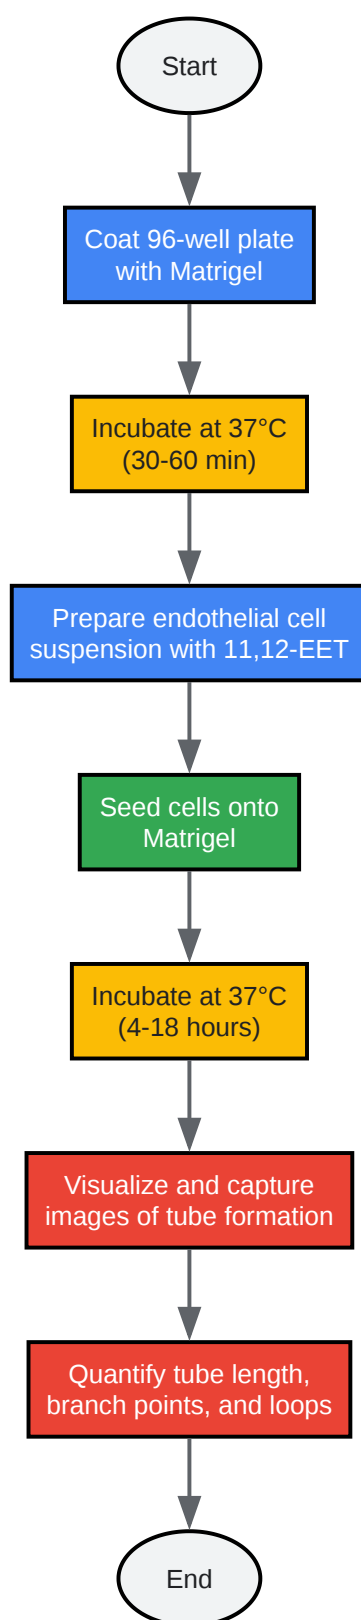 Start
Coat 96-well plate
with Matrigel
Incubate at 37°C
(30-60 min)
Prepare endothelial cell
suspension with 11,12-EET
Seed cells onto
Matrigel
Incubate at 37°C
(4-18 hours)
Visualize and capture
images of tube formation
Quantify tube length,
branch points, and loops
End